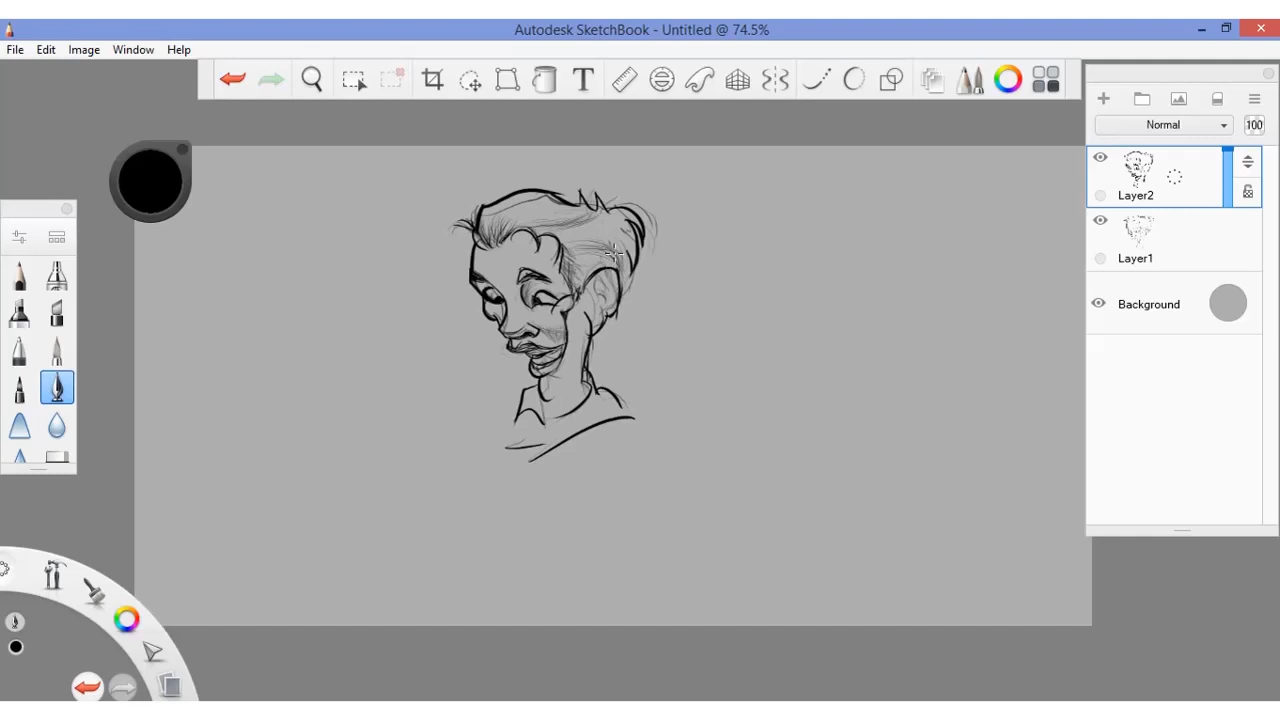 Autodesk SketchBook - Untitled @ 74.5%
File Edit Image Window Help
T
Normal 100
Layer2
Layer1
Background